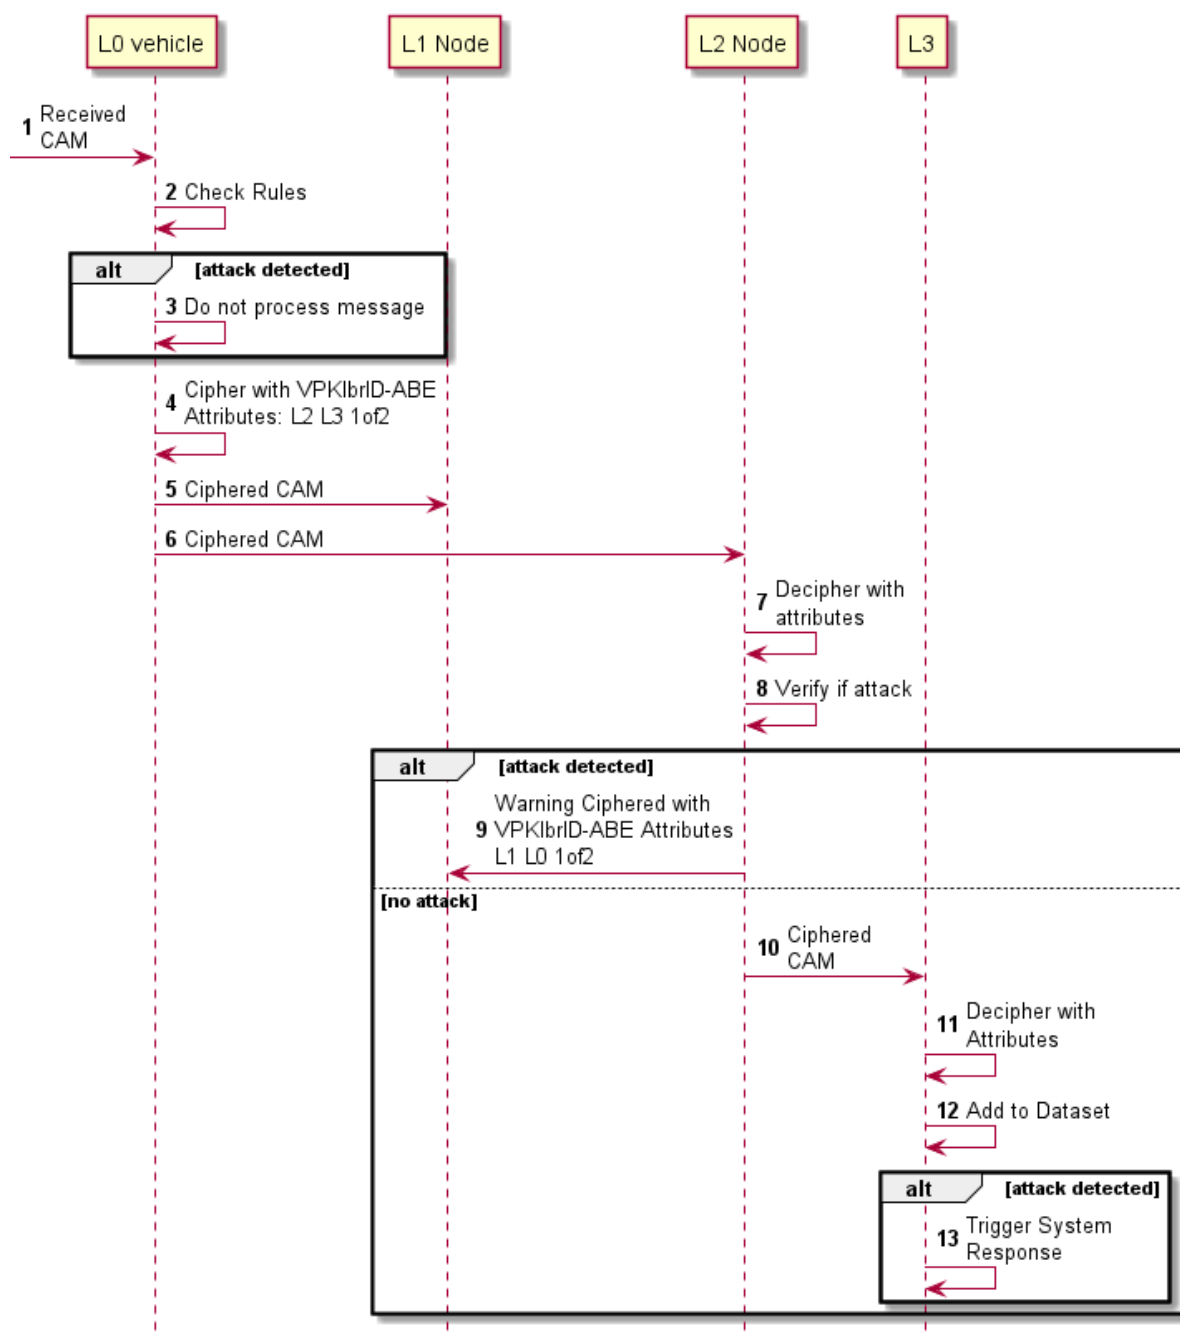 L0 vehicle
L1 Node
L2 Node
L3
1 Received
CAM
2 Check Rules
alt [attack detected]
3 Do not process message
4 Cipher with VPKIbrID-ABE
Attributes: L2 L3 1of2
5 Ciphered CAM
6 Ciphered CAM
7 Decipher with
attributes
8 Verify if attack
alt [attack detected]
Warning Ciphered with
9 VPKIbrID-ABE Attributes
L1 L0 1of2
[no attack]
10 Ciphered
CAM
11 Decipher with
Attributes
12 Add to Dataset
alt [attack detected]
13 Trigger System
Response